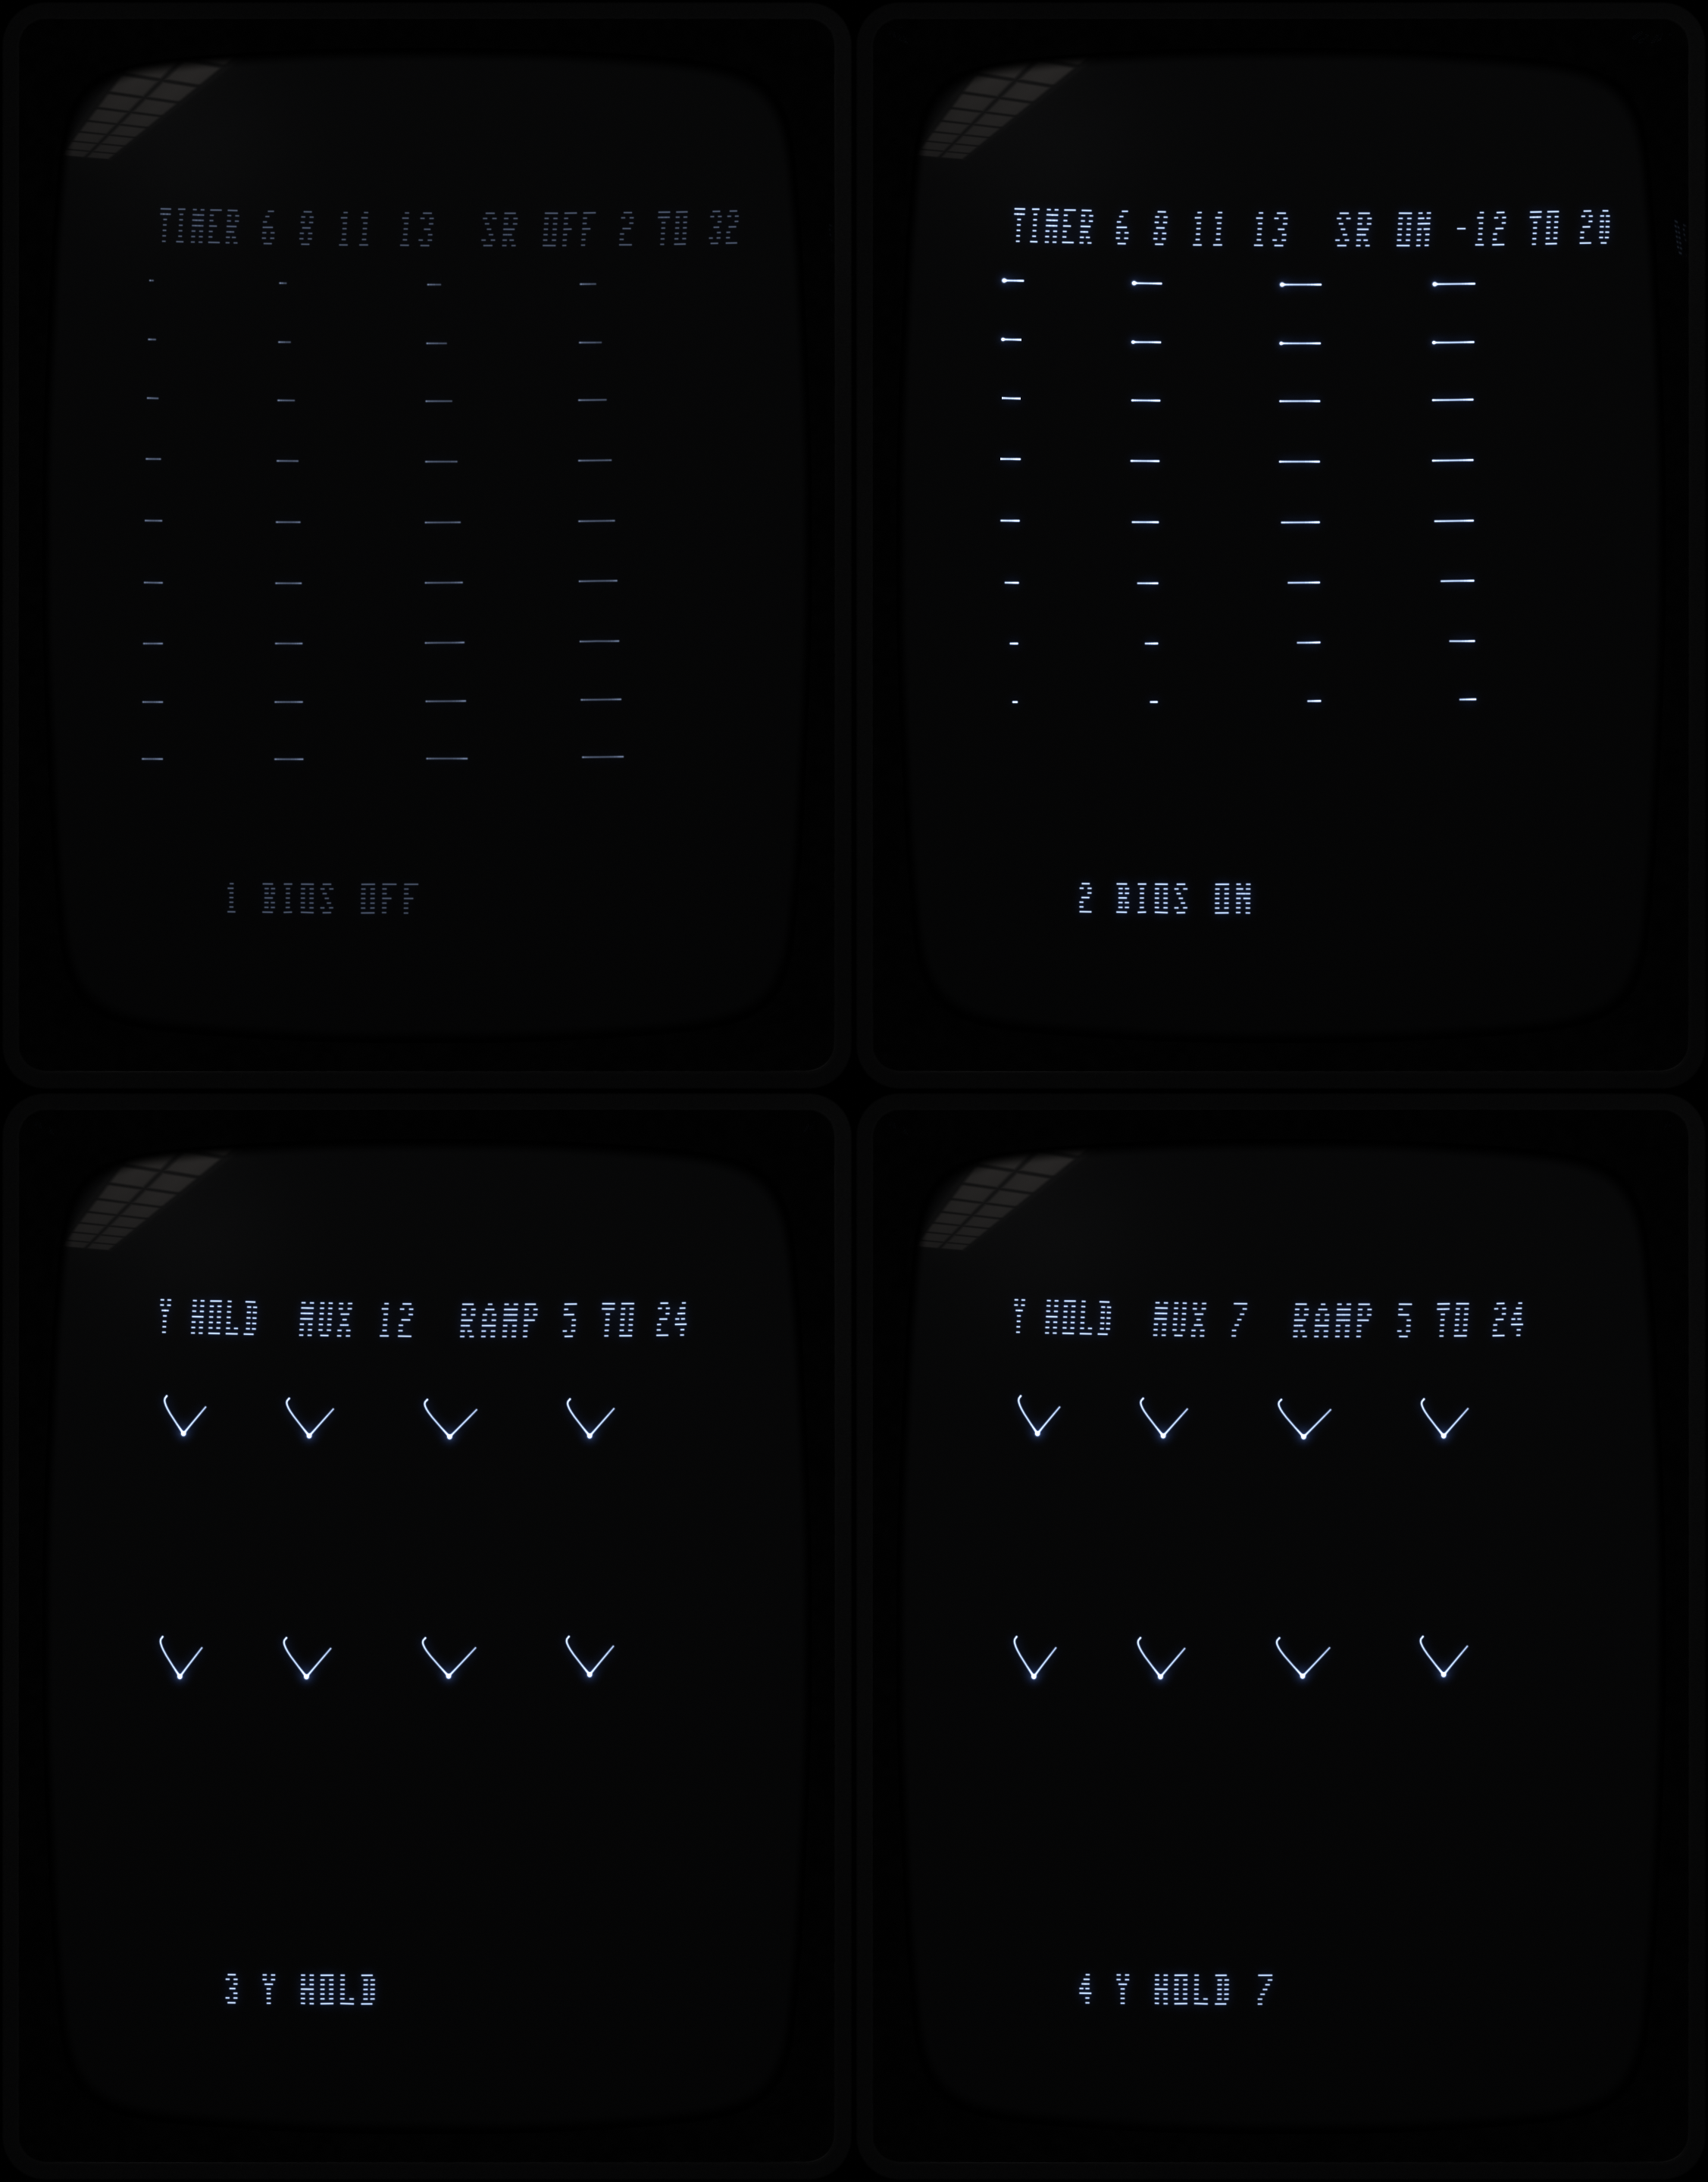 TIMER 6 8 11 13  SR OFF 2 TO 32
1 BIOS OFF
TIMER 6 8 11 13  SR ON -12 TO 20
2 BIOS ON
Y HOLD  MUX 12  RAMP 5 TO 24
3 Y HOLD
Y HOLD  MUX 7  RAMP 5 TO 24
4 Y HOLD 7